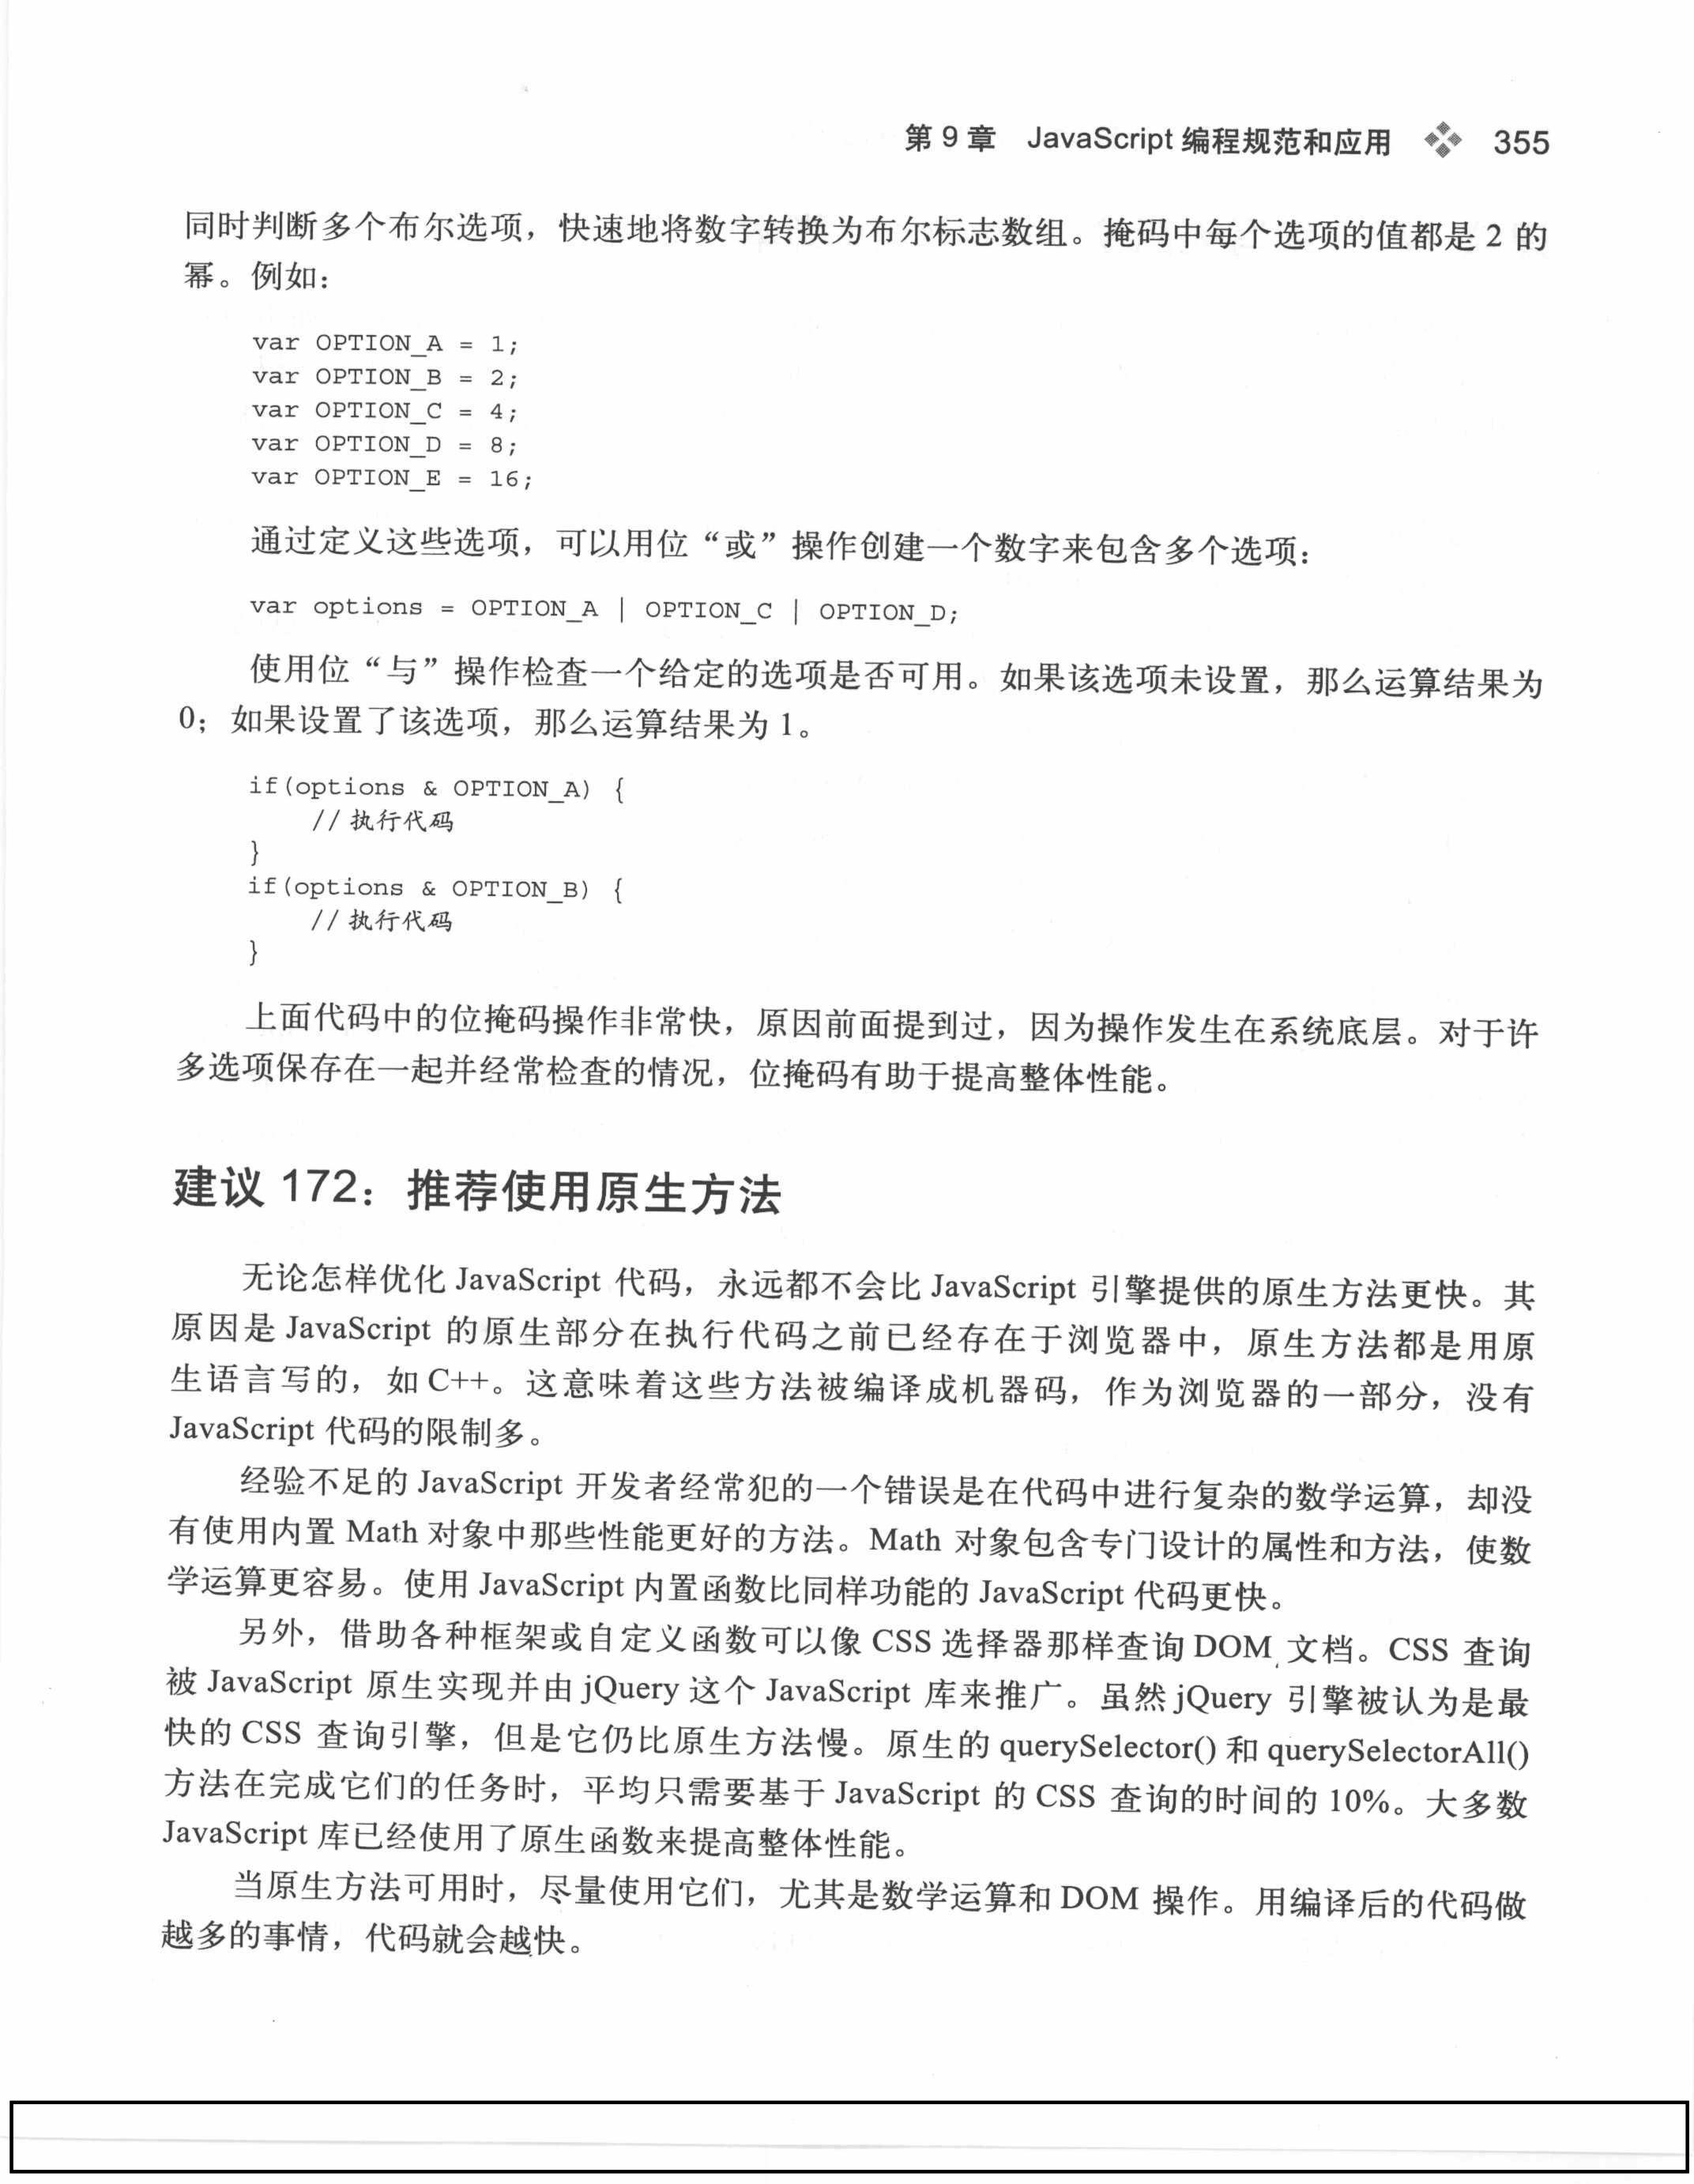 第 9 章 JavaScript 编程规范和应用 355
同时判断多个布尔选项，快速地将数字转换为布尔标志数组。掩码中每个选项的值都是 2 的
幂。例如：
var OPTION_A = 1;
var OPTION_B = 2;
var OPTION_C = 4;
var OPTION_D = 8;
var OPTION_E = 16;
通过定义这些选项，可以用位“或”操作创建一个数字来包含多个选项：
var options = OPTION_A | OPTION_C | OPTION_D;
使用位“与”操作检查一个给定的选项是否可用。如果该选项未设置，那么运算结果为
0；如果设置了该选项，那么运算结果为 1。
if(options & OPTION_A) {
// 执行代码
}
if(options & OPTION_B) {
// 执行代码
}
上面代码中的位掩码操作非常快，原因前面提到过，因为操作发生在系统底层。对于许
多选项保存在一起并经常检查的情况，位掩码有助于提高整体性能。
建议 172：推荐使用原生方法
无论怎样优化 JavaScript 代码，永远都不会比 JavaScript 引擎提供的原生方法更快。其
原因是 JavaScript 的原生部分在执行代码之前已经存在于浏览器中，原生方法都是用原
生语言写的，如 C++。这意味着这些方法被编译成机器码，作为浏览器的一部分，没有
JavaScript 代码的限制多。
经验不足的 JavaScript 开发者经常犯的一个错误是在代码中进行复杂的数学运算，却没
有使用内置 Math 对象中那些性能更好的方法。Math 对象包含专门设计的属性和方法，使数
学运算更容易。使用 JavaScript 内置函数比同样功能的 JavaScript 代码更快。
另外，借助各种框架或自定义函数可以像 CSS 选择器那样查询 DOM 文档。CSS 查询
被 JavaScript 原生实现并由 jQuery 这个 JavaScript 库来推广。虽然 jQuery 引擎被认为是最
快的 CSS 查询引擎，但是它仍比原生方法慢。原生的 querySelector() 和 querySelectorAll()
方法在完成它们的任务时，平均只需要基于 JavaScript 的 CSS 查询的时间的 10%。大多数
JavaScript 库已经使用了原生函数来提高整体性能。
当原生方法可用时，尽量使用它们，尤其是数学运算和 DOM 操作。用编译后的代码做
越多的事情，代码就会越快。